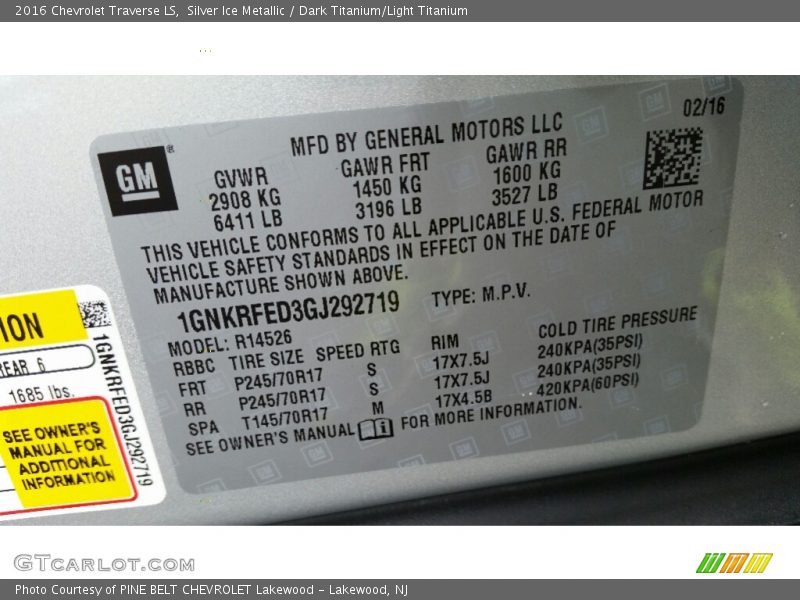 2016 Chevrolet Traverse LS, Silver Ice Metallic / Dark Titanium/Light Titanium
02/16
MFD BY GENERAL MOTORS LLC
GM®
GVWR GAWR FRT GAWR RR
2908 KG 1450 KG 1600 KG
6411 LB 3196 LB 3527 LB
THIS VEHICLE CONFORMS TO ALL APPLICABLE U.S. FEDERAL MOTOR
VEHICLE SAFETY STANDARDS IN EFFECT ON THE DATE OF
MANUFACTURE SHOWN ABOVE.
1GNKRFED3GJ292719 TYPE: M.P.V.
MODEL: R14526
RBBC TIRE SIZE SPEED RTG RIM COLD TIRE PRESSURE
FRT P245/70R17 S 17X7.5J 240KPA(35PSI)
RR P245/70R17 S 17X7.5J 240KPA(35PSI)
SPA T145/70R17 M 17X4.5B 420KPA(60PSI)
SEE OWNER'S MANUAL FOR MORE INFORMATION.
ION
REAR 6
1685 lbs.
SEE OWNER'S
MANUAL FOR
ADDITIONAL
INFORMATION
1GNKRFED3GJ292719
GTCARLOT.COM
Photo Courtesy of PINE BELT CHEVROLET Lakewood - Lakewood, NJ